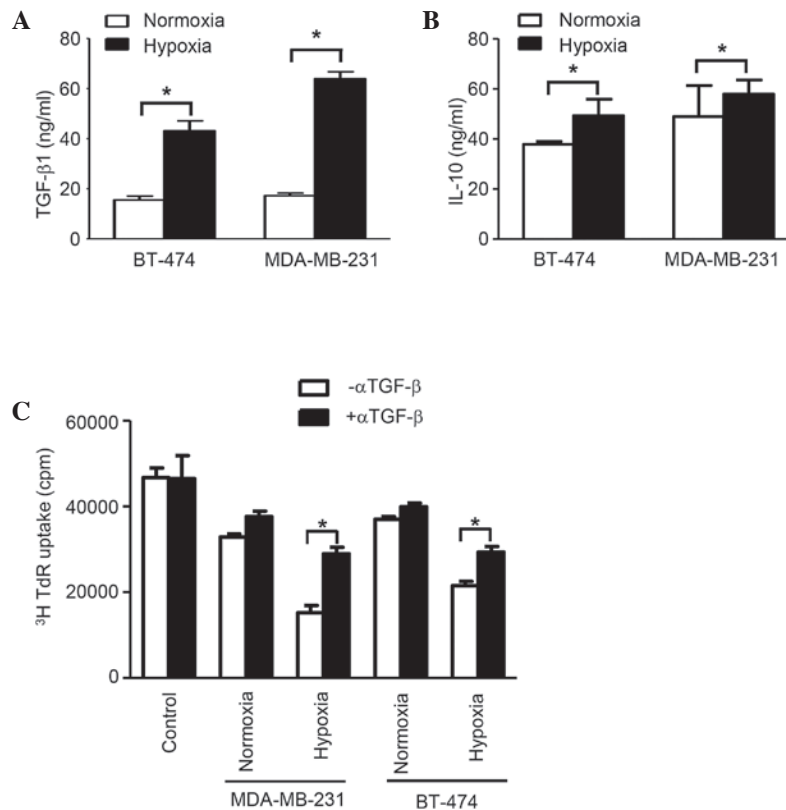 A
Normoxia
Hypoxia
80
60
40
20
0
TGF-β1 (ng/ml)
*
*
BT-474
MDA-MB-231
B
Normoxia
Hypoxia
80
60
40
20
0
IL-10 (ng/ml)
*
*
BT-474
MDA-MB-231
C
-αTGF-β
+αTGF-β
60000
40000
20000
0
³H TdR uptake (cpm)
*
*
Control
Normoxia
Hypoxia
Normoxia
Hypoxia
MDA-MB-231
BT-474